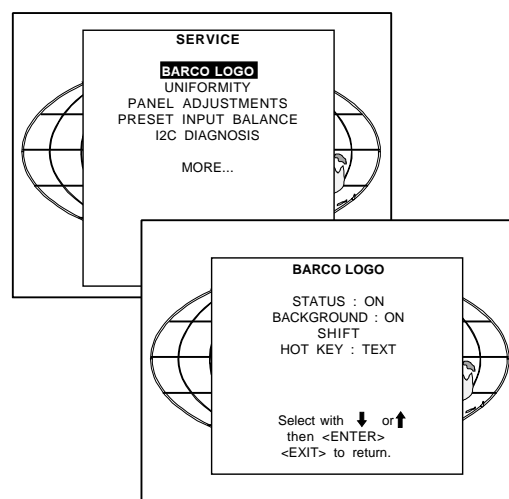 SERVICE
BARCO LOGO
UNIFORMITY
PANEL ADJUSTMENTS
PRESET INPUT BALANCE
I2C DIAGNOSIS
MORE...
BARCO LOGO
STATUS : ON
BACKGROUND : ON
SHIFT
HOT KEY : TEXT
Select with ⬇ or ⬆
then <ENTER>
<EXIT> to return.